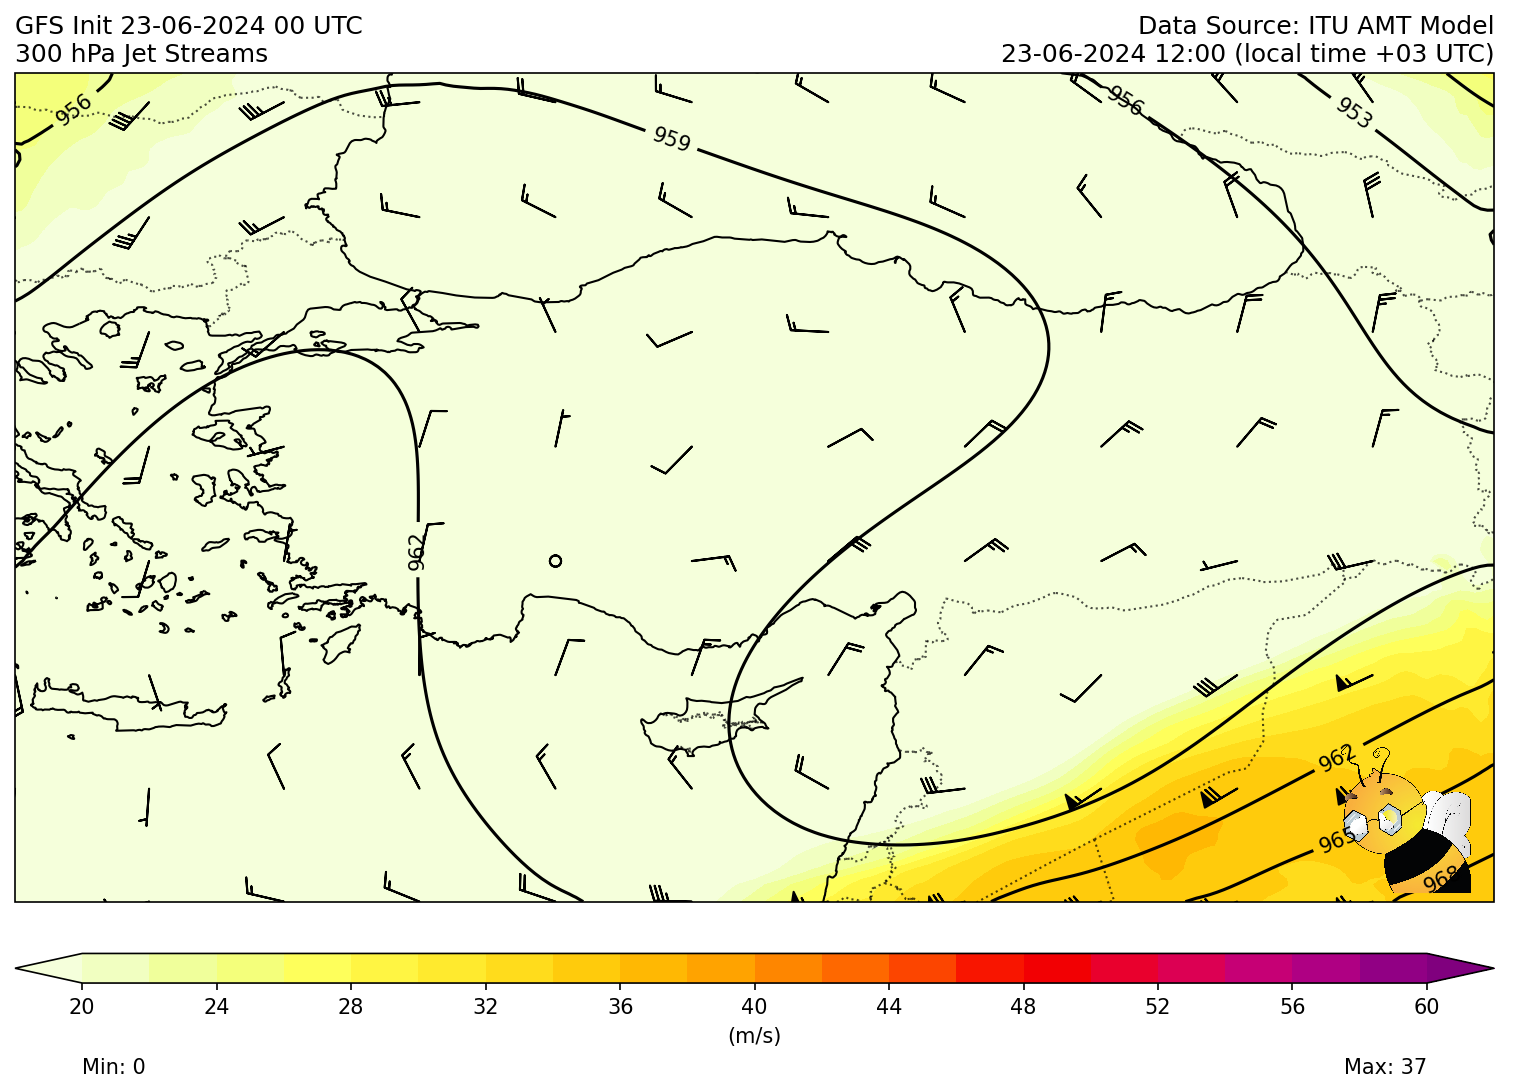 GFS Init 23-06-2024 00 UTC
Data Source: ITU AMT Model
300 hPa Jet Streams
23-06-2024 12:00 (local time +03 UTC)
956
959
956
953
962
962
965
968
20
24
28
32
36
40
44
48
52
56
60
(m/s)
Min: 0
Max: 37